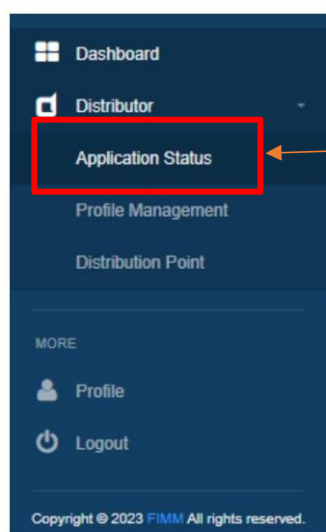 Dashboard
Distributor
Application Status
Profile Management
Distribution Point
MORE
Profile
Logout
Copyright © 2023 FIMM All rights reserved.